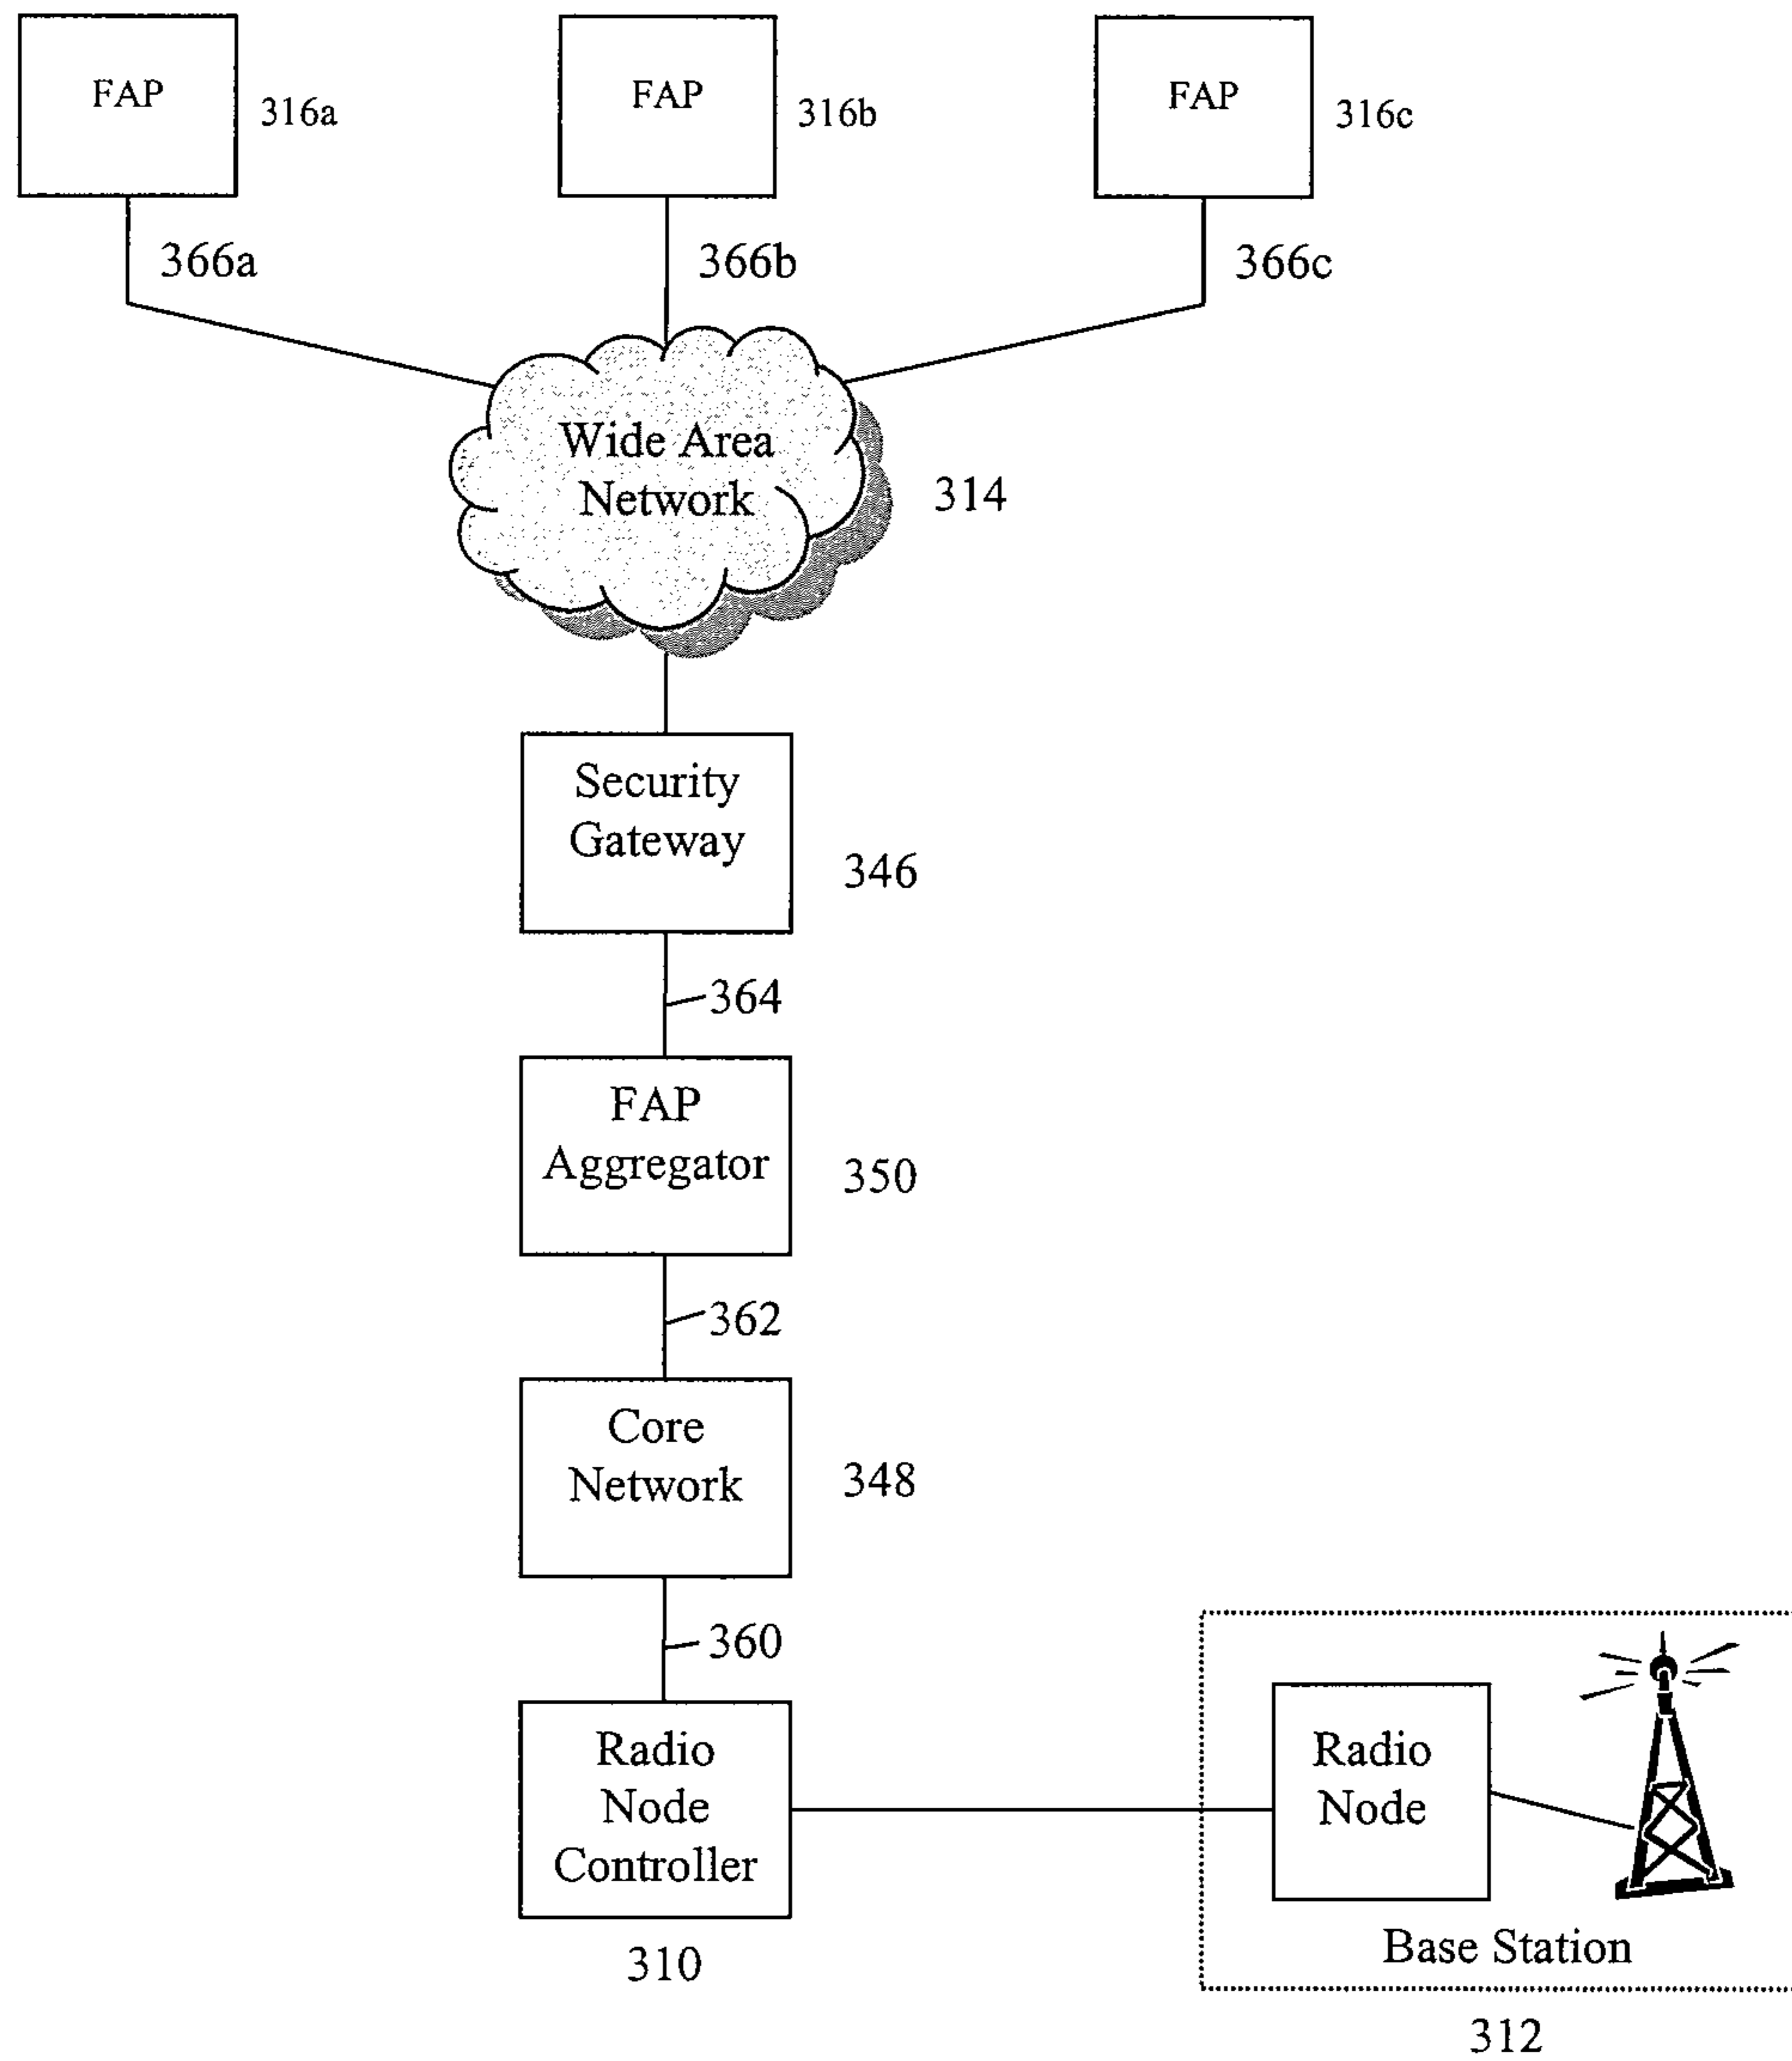 FAP
316a
FAP
316b
FAP
316c
366a
366b
366c
Wide Area
Network
314
Security
Gateway
346
364
FAP
Aggregator
350
362
Core
Network
348
360
Radio
Node
Controller
310
Radio
Node
Base Station
312